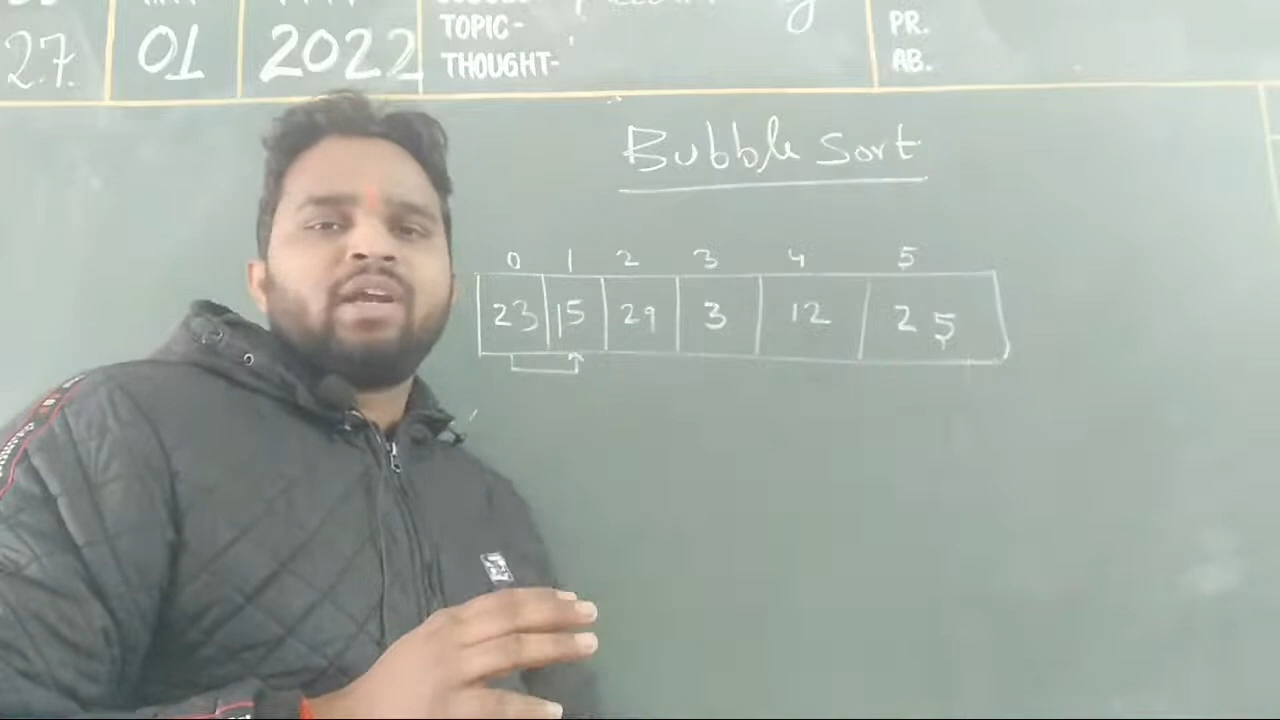 27. 01 2022
TOPIC-
THOUGHT-
PR.
AB.
Bubble Sort
0 1 2 3 4 5
23 15 29 3 12 25